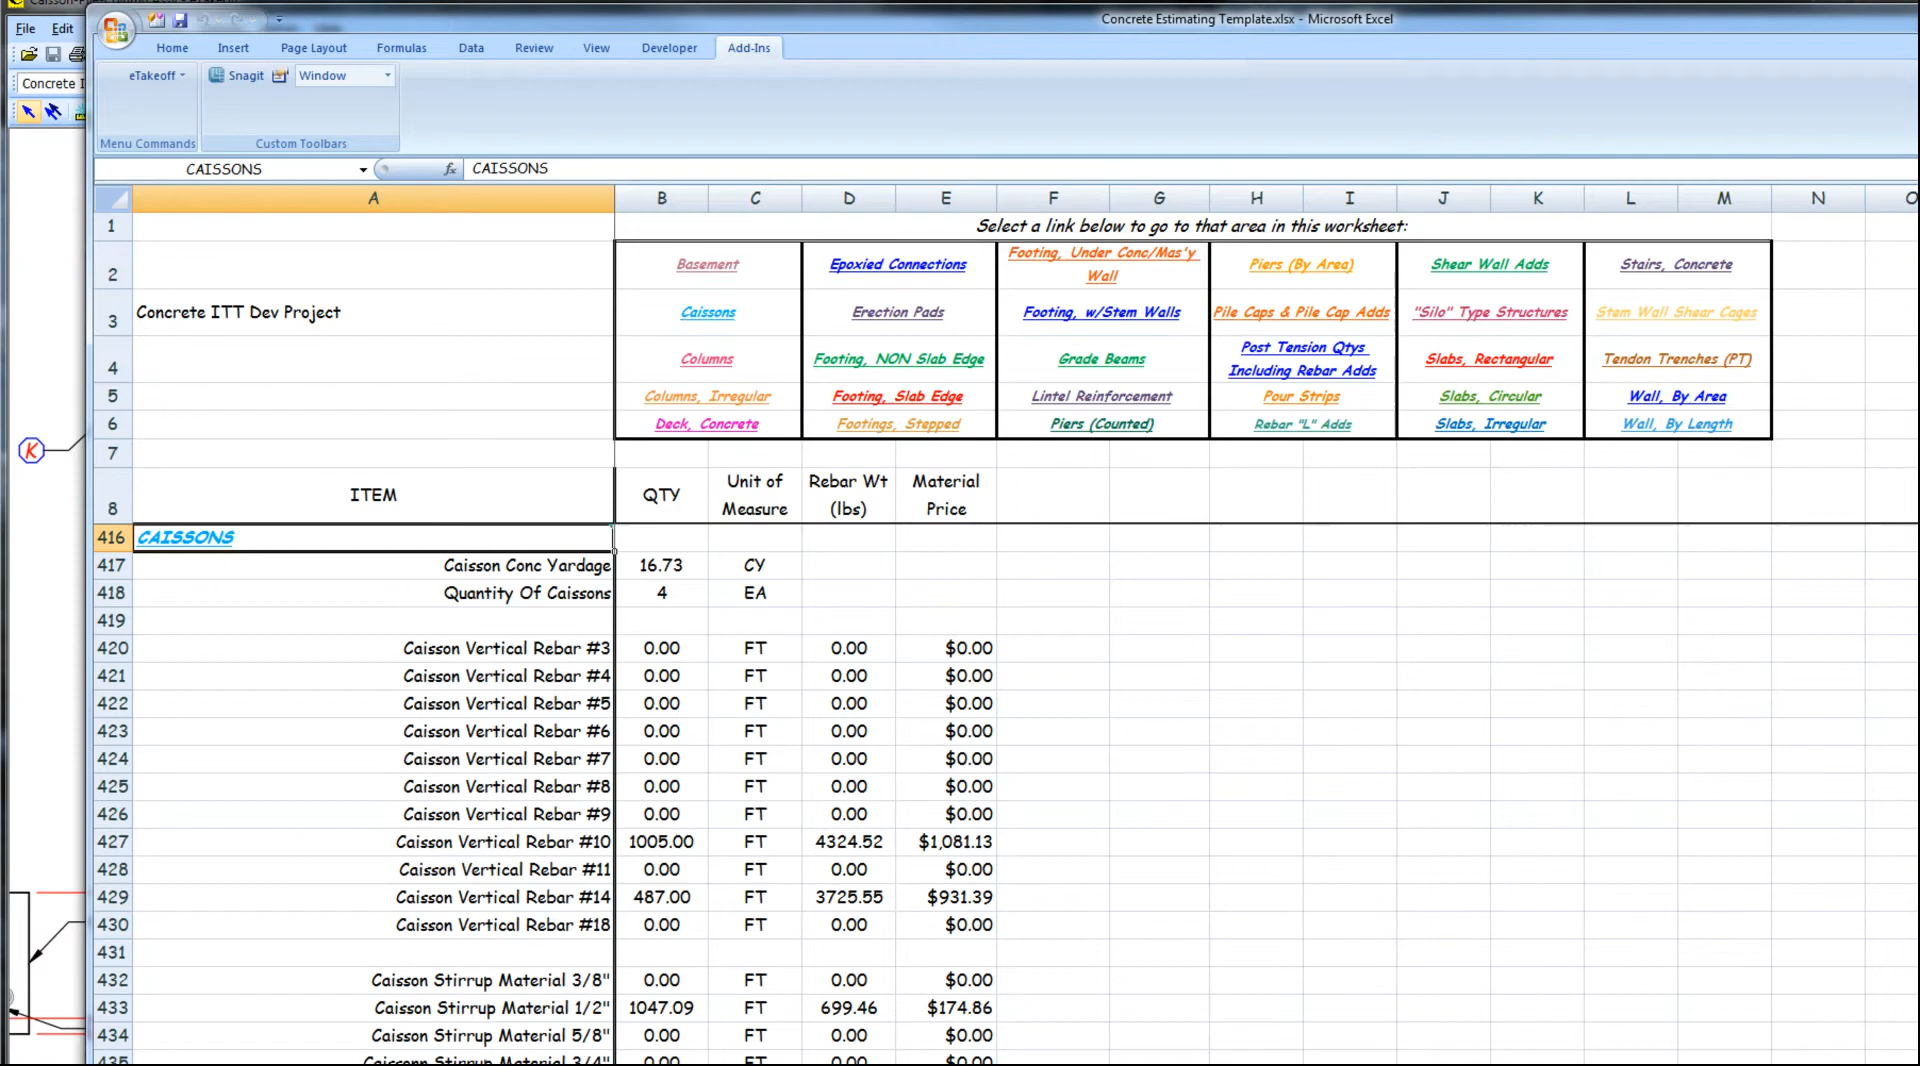 Concrete Estimating Template.xlsx - Microsoft Excel
File Edit
Home Insert Page Layout Formulas Data Review View Developer Add-Ins
eTakeoff Snagit Window
Menu Commands Custom Toolbars
Concrete I
CAISSONS fx CAISSONS
A B C D E F G H I J K L M N O
1 Select a link below to go to that area in this worksheet:
2 Basement Epoxied Connections Footing, Under Conc/Mas'y Wall Piers (By Area) Shear Wall Adds Stairs, Concrete
3 Concrete ITT Dev Project Caissons Erection Pads Footing, w/Stem Walls Pile Caps & Pile Cap Adds "Silo" Type Structures Stem Wall Shear Cages
4 Columns Footing, NON Slab Edge Grade Beams Post Tension Qtys Including Rebar Adds Slabs, Rectangular Tendon Trenches (PT)
5 Columns, Irregular Footing, Slab Edge Lintel Reinforcement Pour Strips Slabs, Circular Wall, By Area
6 Deck, Concrete Footings, Stepped Piers (Counted) Rebar "L" Adds Slabs, Irregular Wall, By Length
7
8 ITEM QTY Unit of Measure Rebar Wt (lbs) Material Price
416 CAISSONS
417 Caisson Conc Yardage 16.73 CY
418 Quantity Of Caissons 4 EA
419
420 Caisson Vertical Rebar #3 0.00 FT 0.00 $0.00
421 Caisson Vertical Rebar #4 0.00 FT 0.00 $0.00
422 Caisson Vertical Rebar #5 0.00 FT 0.00 $0.00
423 Caisson Vertical Rebar #6 0.00 FT 0.00 $0.00
424 Caisson Vertical Rebar #7 0.00 FT 0.00 $0.00
425 Caisson Vertical Rebar #8 0.00 FT 0.00 $0.00
426 Caisson Vertical Rebar #9 0.00 FT 0.00 $0.00
427 Caisson Vertical Rebar #10 1005.00 FT 4324.52 $1,081.13
428 Caisson Vertical Rebar #11 0.00 FT 0.00 $0.00
429 Caisson Vertical Rebar #14 487.00 FT 3725.55 $931.39
430 Caisson Vertical Rebar #18 0.00 FT 0.00 $0.00
431
432 Caisson Stirrup Material 3/8" 0.00 FT 0.00 $0.00
433 Caisson Stirrup Material 1/2" 1047.09 FT 699.46 $174.86
434 Caisson Stirrup Material 5/8" 0.00 FT 0.00 $0.00
435 Stirrup Material 3/4" 0.00 FT 0.00 $0.00
K